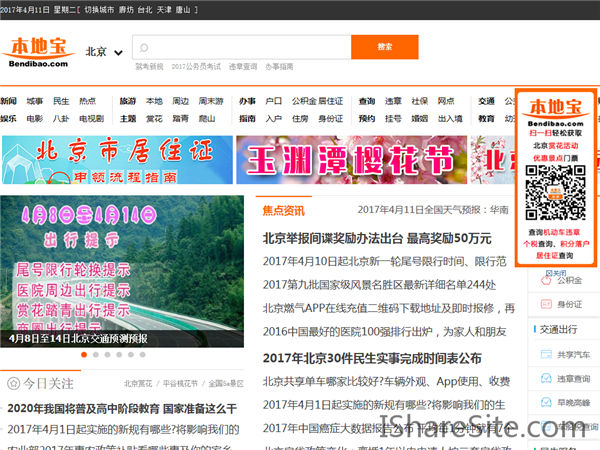 2017年4月11日 星期二[ 切换城市 廊坊 台北 天津 唐山 ]
本地宝
Bendibao.com
北京
搜索
驾考新规 2017公务员考试 违章查询 办事指南
新闻 城事 民生 热点 旅游 本地 周边 周末游 办事 户口 公积金 居住证 查询 违章 社保 网点 交通
娱乐 电影 八卦 电视剧 主题 赏花 踏青 爬山 指南 入户 住房 身份证 预约 挂号 婚姻 出入境 教育
北京市居住证
申领流程指南
玉渊潭樱花节
本地宝
Bendibao.com
扫一扫轻松获取
北京赏花活动
优惠景点门票
查询机动车违章
个税查询、积分落户
居住证查询
关闭
4月8日至4月14日
出行提示
尾号限行轮换提示
医院周边出行提示
赏花踏青出行提示
商圈出行提示
4月8日至14日北京交通预测预报
今日关注
北京赏花 / 平谷桃花节 / 全国5a景区
2020年我国将普及高中阶段教育 国家准备这么干
2017年4月1日起实施的新规有哪些?将影响我们的生
焦点资讯
2017年4月11日全国天气预报：华南
北京举报间谍奖励办法出台 最高奖励50万元
2017年4月10日起北京新一轮尾号限行时间、限行范
2017第九批国家级风景名胜区最新详细名单244处
北京燃气APP在线充值二维码下载地址及即时报修，再
2016中国最好的医院100强排行出炉，为家人和朋友
2017年北京30件民生实事完成时间表公布
北京共享单车哪家比较好?车辆外观、App使用、收费
2017年4月1日起实施的新规有哪些?将影响我们的生
2017年中国癌症大数据报告公布 平均每1分钟就有7个
公积金
身份证
交通出行
共享汽车
违章查询
早晚高峰
IShareSite.com